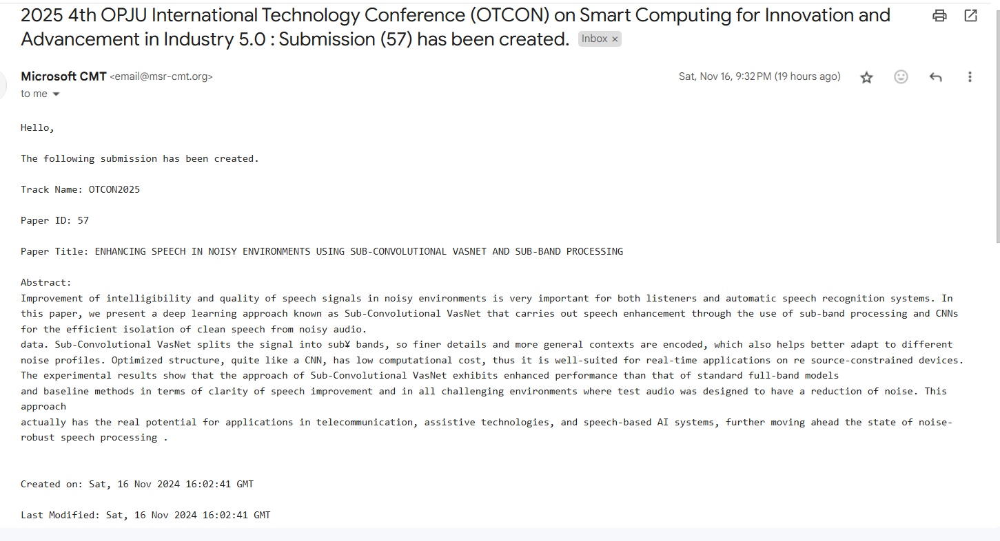 2025 4th OPJU International Technology Conference (OTCON) on Smart Computing for Innovation and
Advancement in Industry 5.0 : Submission (57) has been created. Inbox ×
Microsoft CMT <email@msr-cmt.org>
Sat, Nov 16, 9:32 PM (19 hours ago)
to me
Hello,
The following submission has been created.
Track Name: OTCON2025
Paper ID: 57
Paper Title: ENHANCING SPEECH IN NOISY ENVIRONMENTS USING SUB-CONVOLUTIONAL VASNET AND SUB-BAND PROCESSING
Abstract:
Improvement of intelligibility and quality of speech signals in noisy environments is very important for both listeners and automatic speech recognition systems. In
this paper, we present a deep learning approach known as Sub-Convolutional VasNet that carries out speech enhancement through the use of sub-band processing and CNNs
for the efficient isolation of clean speech from noisy audio.
data. Sub-Convolutional VasNet splits the signal into sub¥ bands, so finer details and more general contexts are encoded, which also helps better adapt to different
noise profiles. Optimized structure, quite like a CNN, has low computational cost, thus it is well-suited for real-time applications on re source-constrained devices.
The experimental results show that the approach of Sub-Convolutional VasNet exhibits enhanced performance than that of standard full-band models
and baseline methods in terms of clarity of speech improvement and in all challenging environments where test audio was designed to have a reduction of noise. This
approach
actually has the real potential for applications in telecommunication, assistive technologies, and speech-based AI systems, further moving ahead the state of noise-
robust speech processing .
Created on: Sat, 16 Nov 2024 16:02:41 GMT
Last Modified: Sat, 16 Nov 2024 16:02:41 GMT